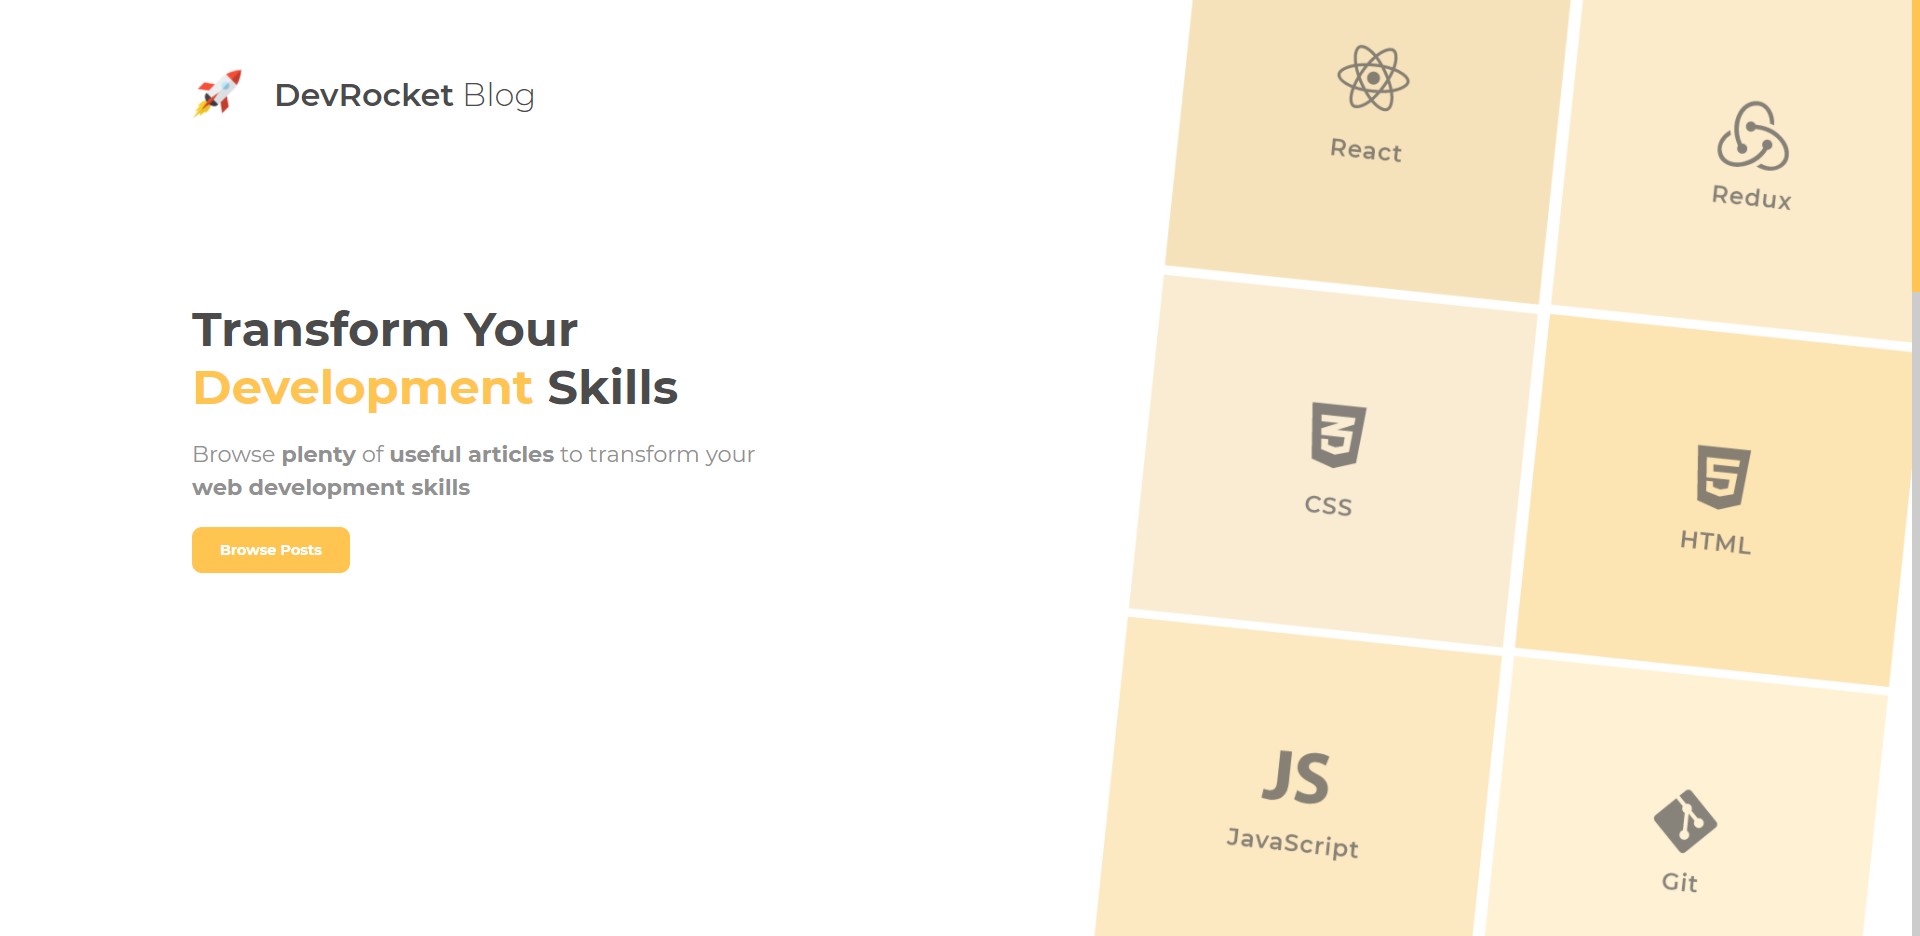 DevRocket Blog
Transform Your
Development Skills
Browse plenty of useful articles to transform your
web development skills
Browse Posts
React
Redux
CSS
HTML
JS
JavaScript
Git